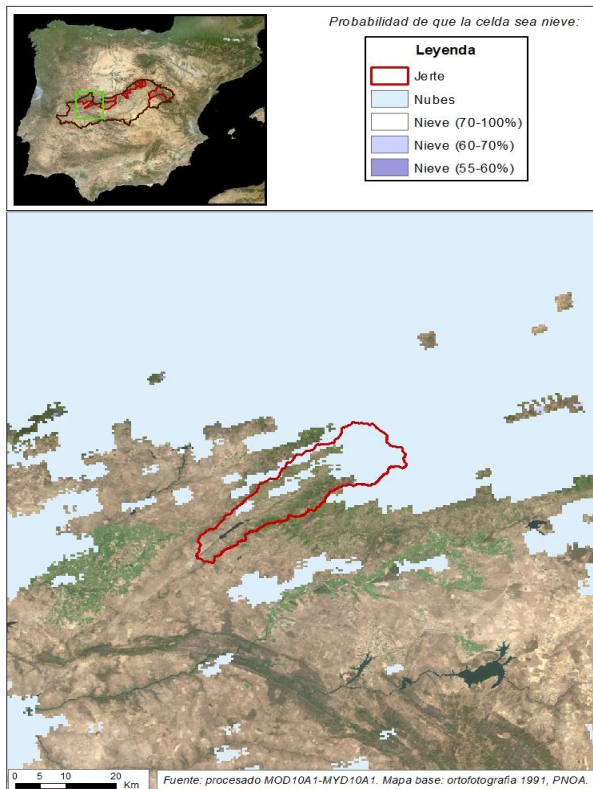 Probabilidad de que la celda sea nieve:
Leyenda
Jerte
Nubes
Nieve (70-100%)
Nieve (60-70%)
Nieve (55-60%)
0 5 10 20
Km
Fuente: procesado MOD10A1-MYD10A1. Mapa base: ortofotografia 1991, PNOA.